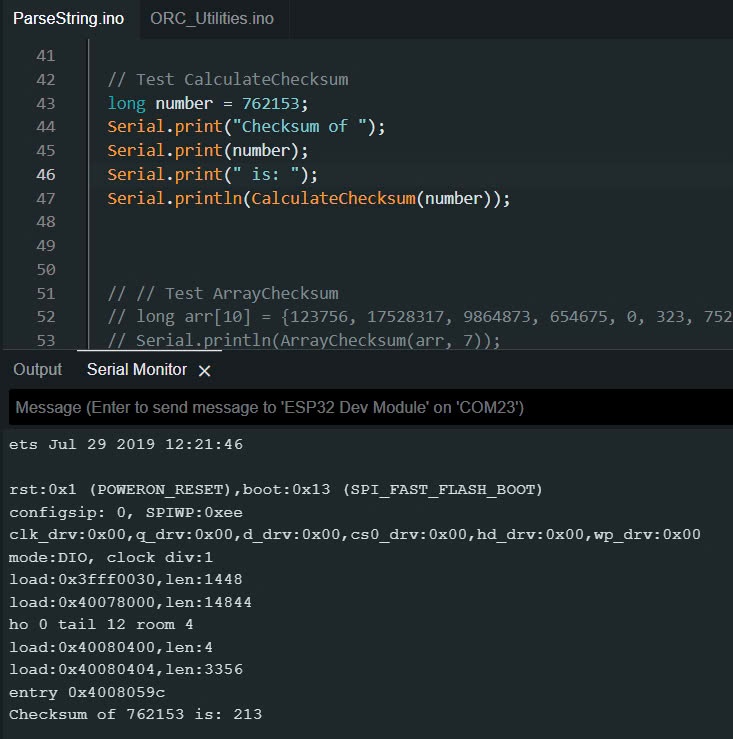 ParseString.ino ORC_Utilities.ino
41
42 // Test CalculateChecksum
43 long number = 762153;
44 Serial.print("Checksum of ");
45 Serial.print(number);
46 Serial.print(" is: ");
47 Serial.println(CalculateChecksum(number));
48
49
50
51 // // Test ArrayChecksum
52 // long arr[10] = {123756, 17528317, 9864873, 654675, 0, 323, 752
53 // Serial.println(ArrayChecksum(arr, 7));
Output Serial Monitor ×
Message (Enter to send message to 'ESP32 Dev Module' on 'COM23')
ets Jul 29 2019 12:21:46
rst:0x1 (POWERON_RESET),boot:0x13 (SPI_FAST_FLASH_BOOT)
configsip: 0, SPIWP:0xee
clk_drv:0x00,q_drv:0x00,d_drv:0x00,cs0_drv:0x00,hd_drv:0x00,wp_drv:0x00
mode:DIO, clock div:1
load:0x3fff0030,len:1448
load:0x40078000,len:14844
ho 0 tail 12 room 4
load:0x40080400,len:4
load:0x40080404,len:3356
entry 0x4008059c
Checksum of 762153 is: 213